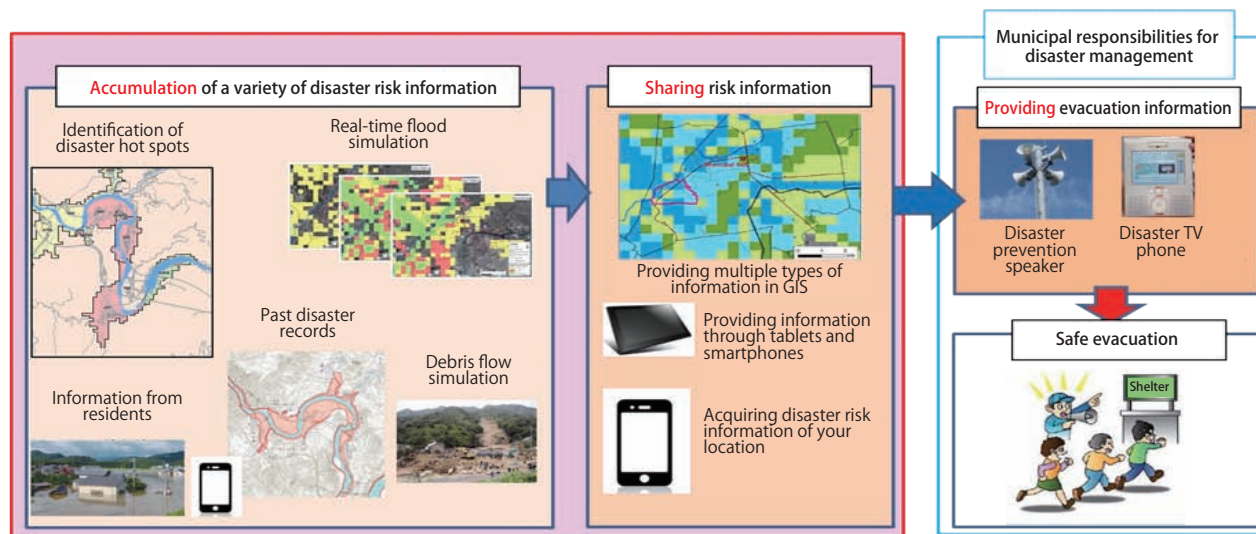 Accumulation of a variety of disaster risk information
Identification of
disaster hot spots
Real-time flood
simulation
Past disaster
records
Debris flow
simulation
Information from
residents
Sharing risk information
Providing multiple types of
information in GIS
Providing information
through tablets and
smartphones
Acquiring disaster risk
information of your
location
Municipal responsibilities for
disaster management
Providing evacuation information
Disaster
prevention
speaker
Disaster TV
phone
Safe evacuation
Shelter